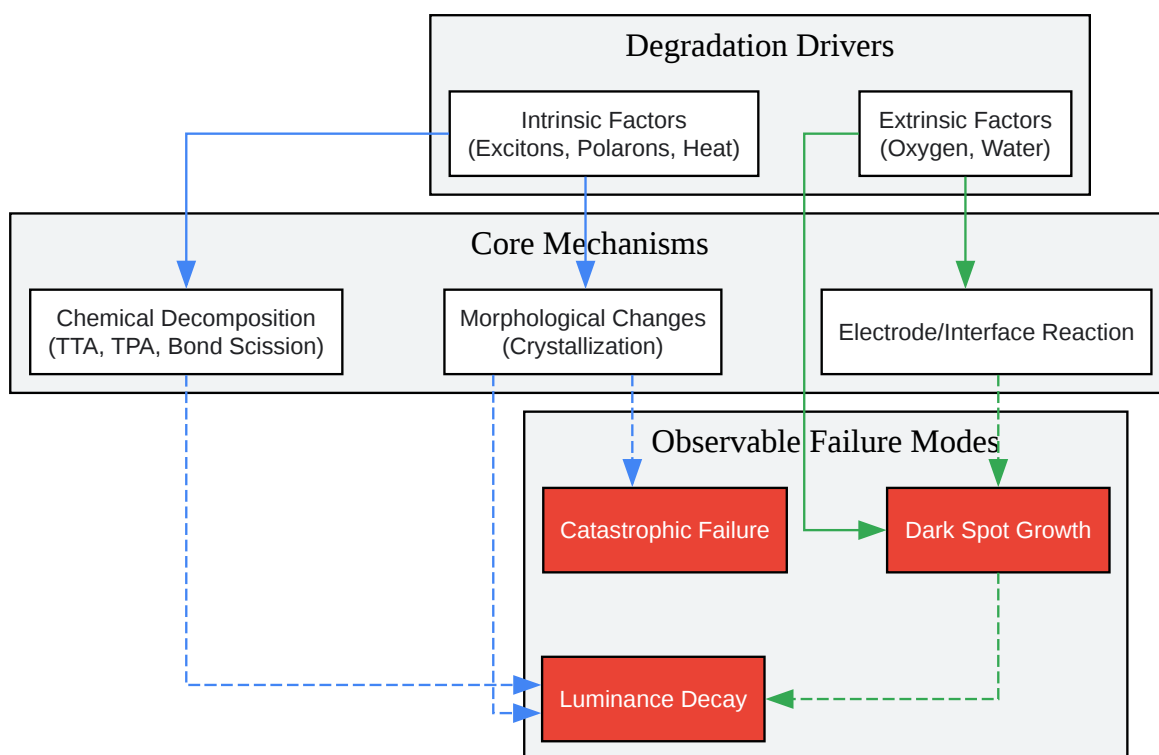 Degradation Drivers
Intrinsic Factors
(Excitons, Polarons, Heat)
Extrinsic Factors
(Oxygen, Water)
Core Mechanisms
Chemical Decomposition
(TTA, TPA, Bond Scission)
Morphological Changes
(Crystallization)
Electrode/Interface Reaction
Observable Failure Modes
Catastrophic Failure
Dark Spot Growth
Luminance Decay